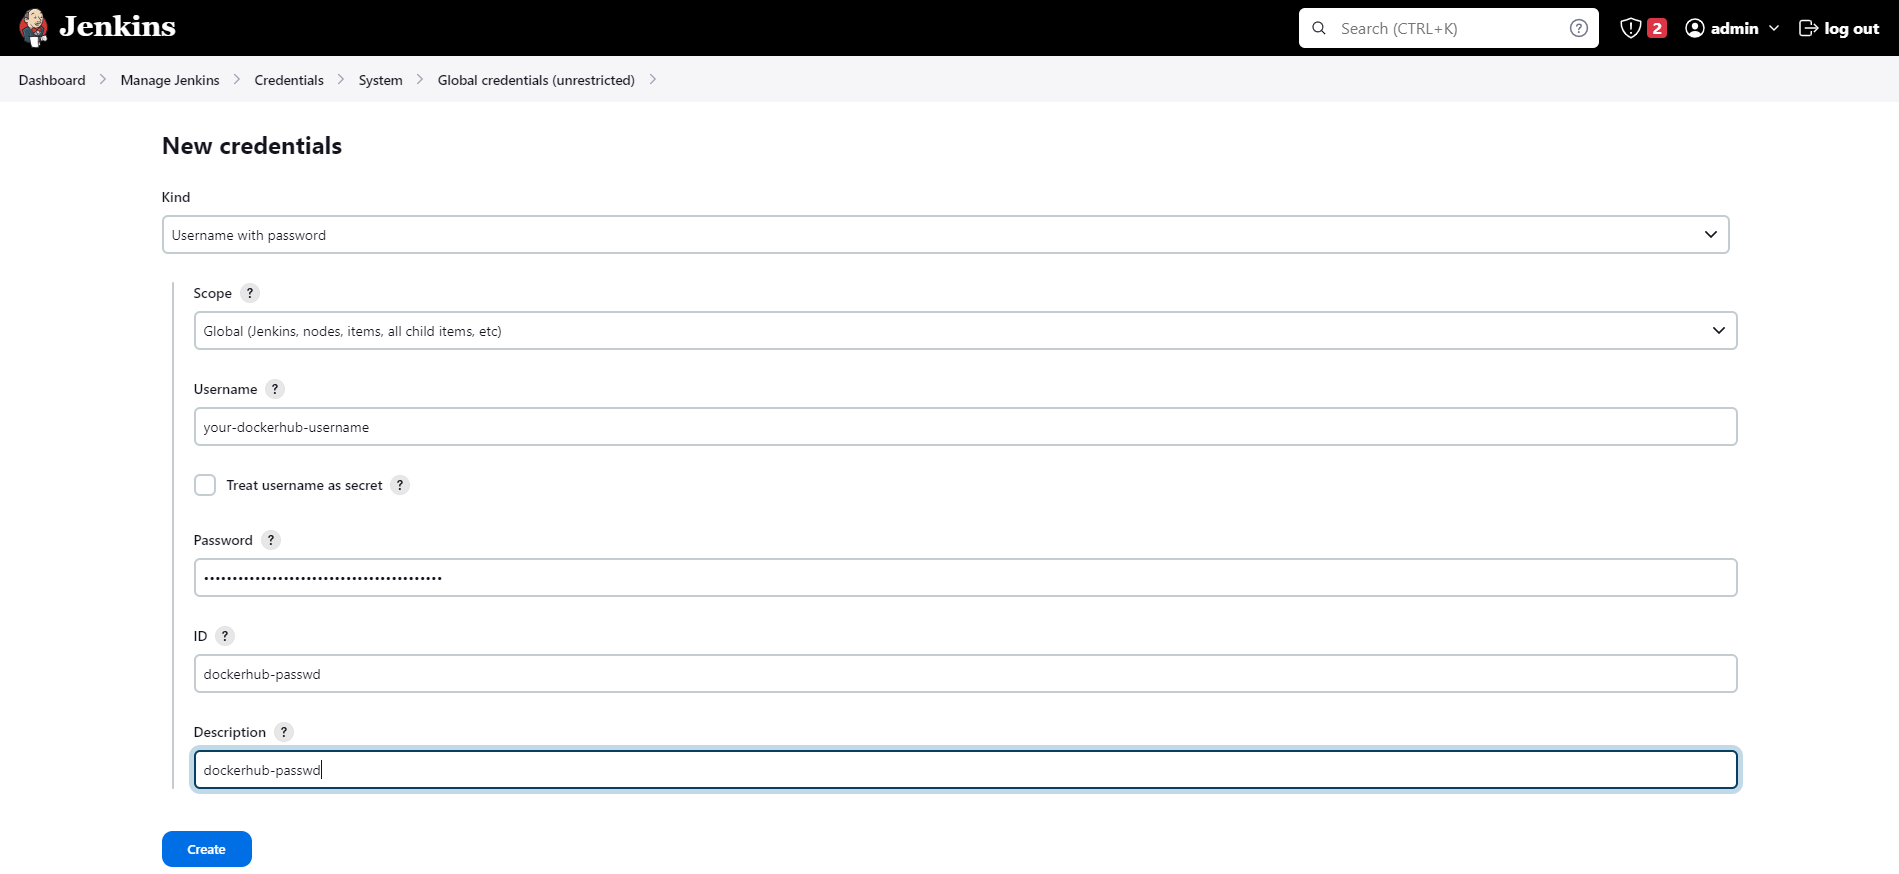 Jenkins
Search (CTRL+K) ?
2
admin
log out
Dashboard > Manage Jenkins > Credentials > System > Global credentials (unrestricted) >
New credentials
Kind
Username with password
Scope ?
Global (Jenkins, nodes, items, all child items, etc)
Username ?
your-dockerhub-username
Treat username as secret ?
Password ?
••••••••••••••••••••••••••••••••••••••••
ID ?
dockerhub-passwd
Description ?
dockerhub-passwd
Create